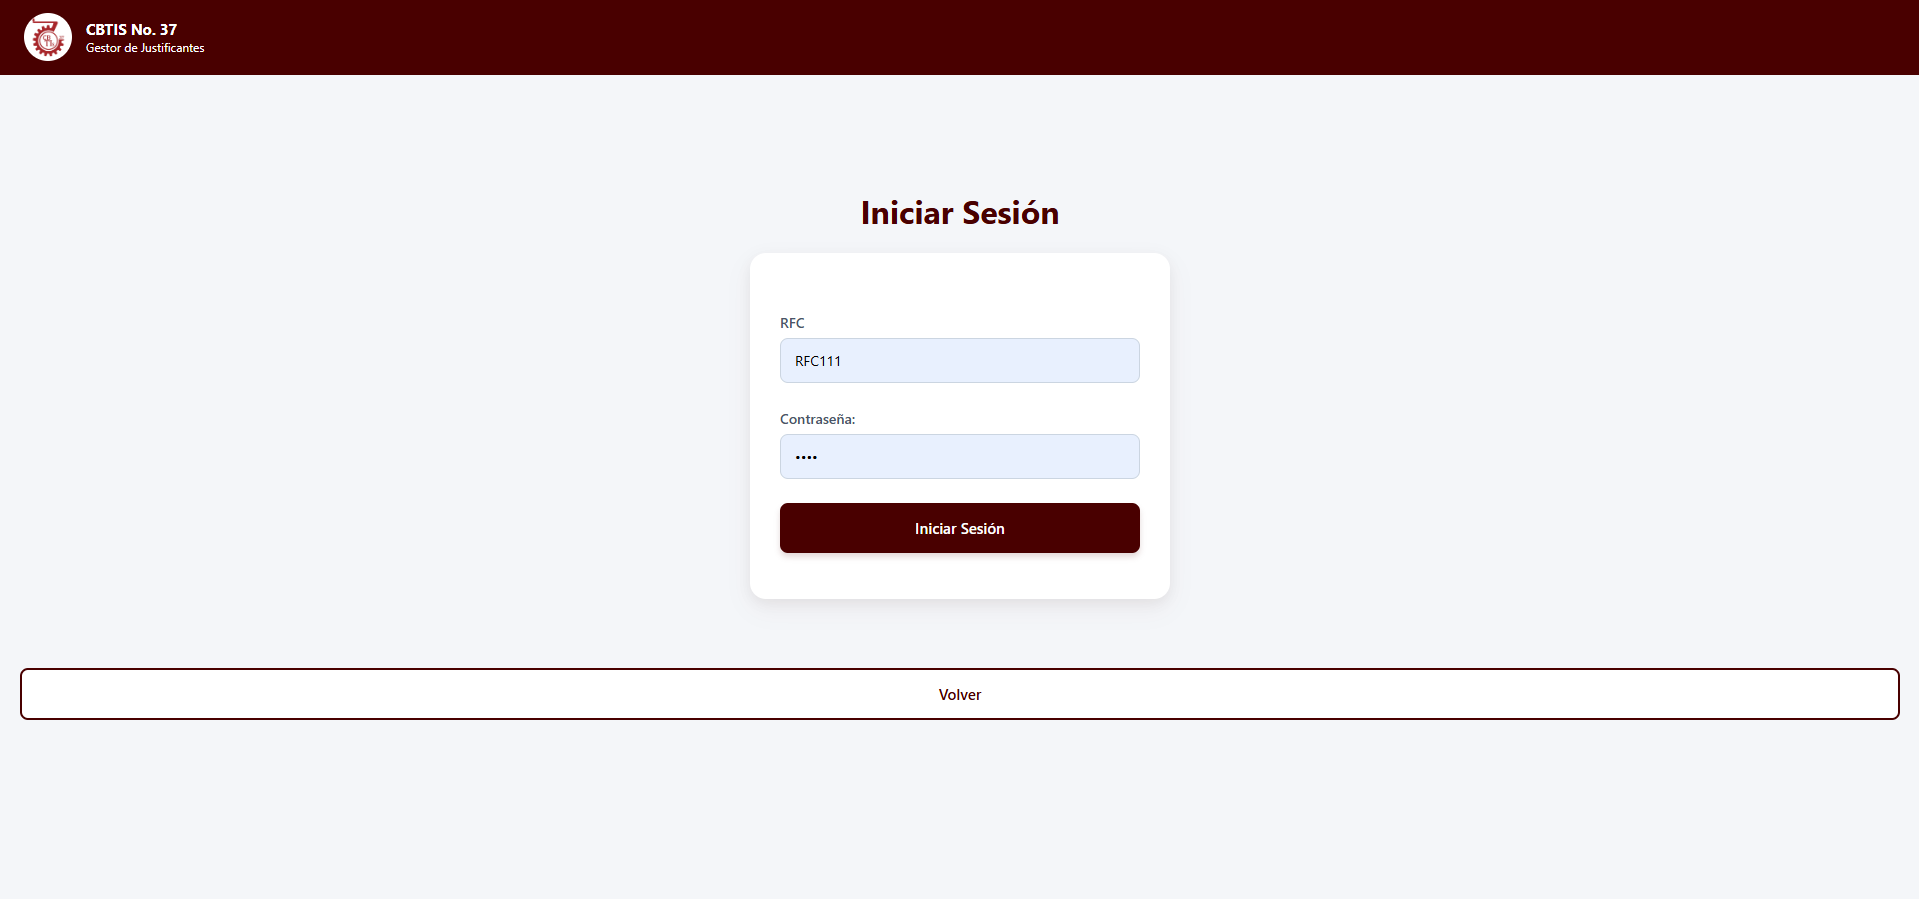 CBTIS No. 37
Gestor de Justificantes
Iniciar Sesión
RFC
RFC111
Contraseña:
••••
Iniciar Sesión
Volver